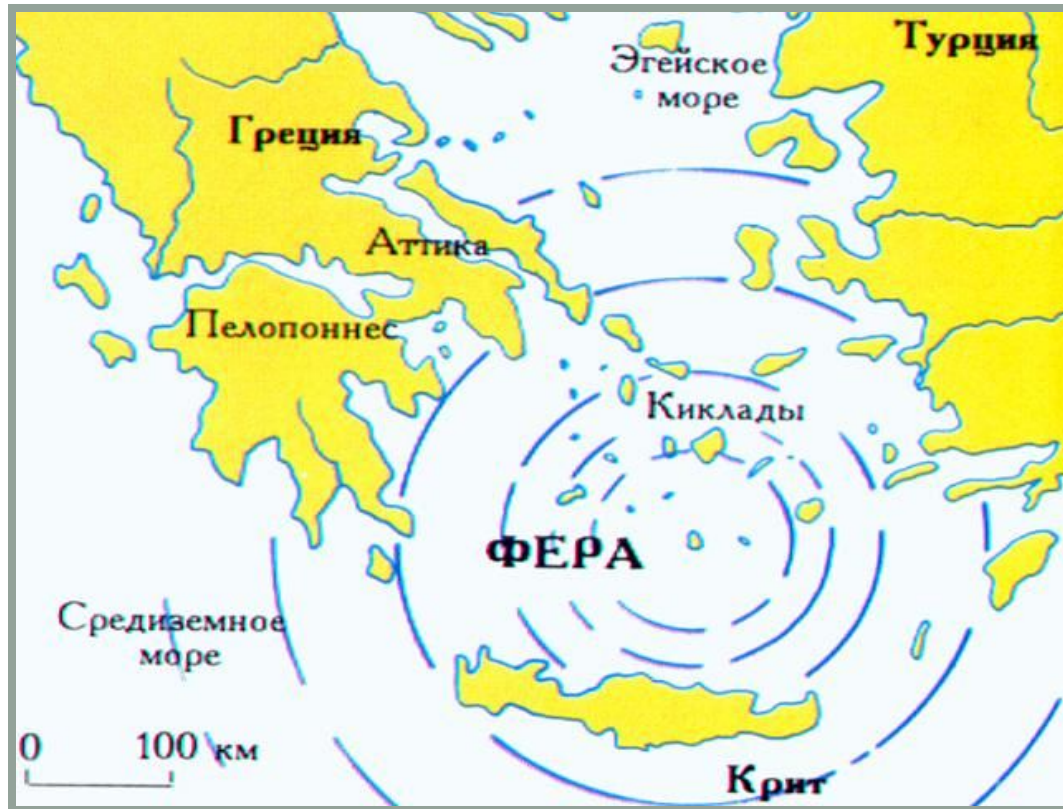 Турция
Эгейское
море
Греция
Аттика
Пелопоннес
Киклады
ФЕРА
Средиземное
море
0 100 км
Крит